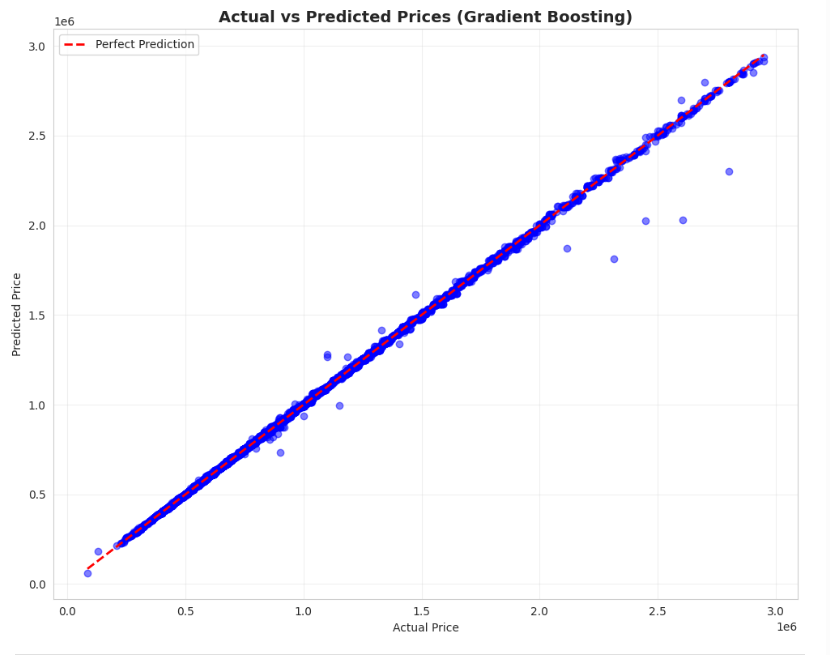 Actual vs Predicted Prices (Gradient Boosting)
1e6
Perfect Prediction
3.0
2.5
2.0
1.5
1.0
0.5
0.0
Predicted Price
0.0 0.5 1.0 1.5 2.0 2.5 3.0
1e6
Actual Price